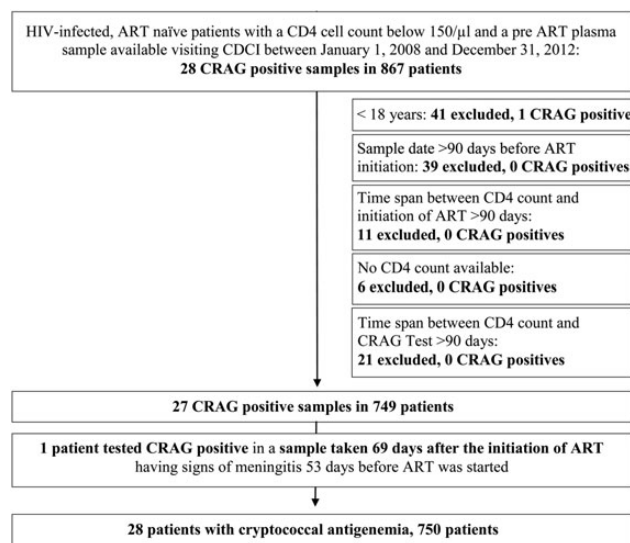 HIV-infected, ART naïve patients with a CD4 cell count below 150/µl and a pre ART plasma
sample available visiting CDCI between January 1, 2008 and December 31, 2012:
28 CRAG positive samples in 867 patients
< 18 years: 41 excluded, 1 CRAG positive
Sample date >90 days before ART
initiation: 39 excluded, 0 CRAG positives
Time span between CD4 count and
initiation of ART >90 days:
11 excluded, 0 CRAG positives
No CD4 count available:
6 excluded, 0 CRAG positives
Time span between CD4 count and
CRAG Test >90 days:
21 excluded, 0 CRAG positives
27 CRAG positive samples in 749 patients
1 patient tested CRAG positive in a sample taken 69 days after the initiation of ART
having signs of meningitis 53 days before ART was started
28 patients with cryptococcal antigenemia, 750 patients